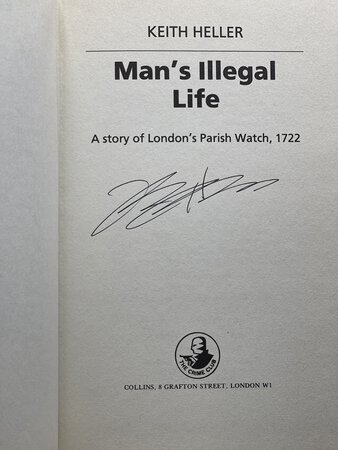 KEITH HELLER
Man's Illegal
Life
A story of London's Parish Watch, 1722
THE CRIME CLUB
COLLINS, 8 GRAFTON STREET, LONDON W1